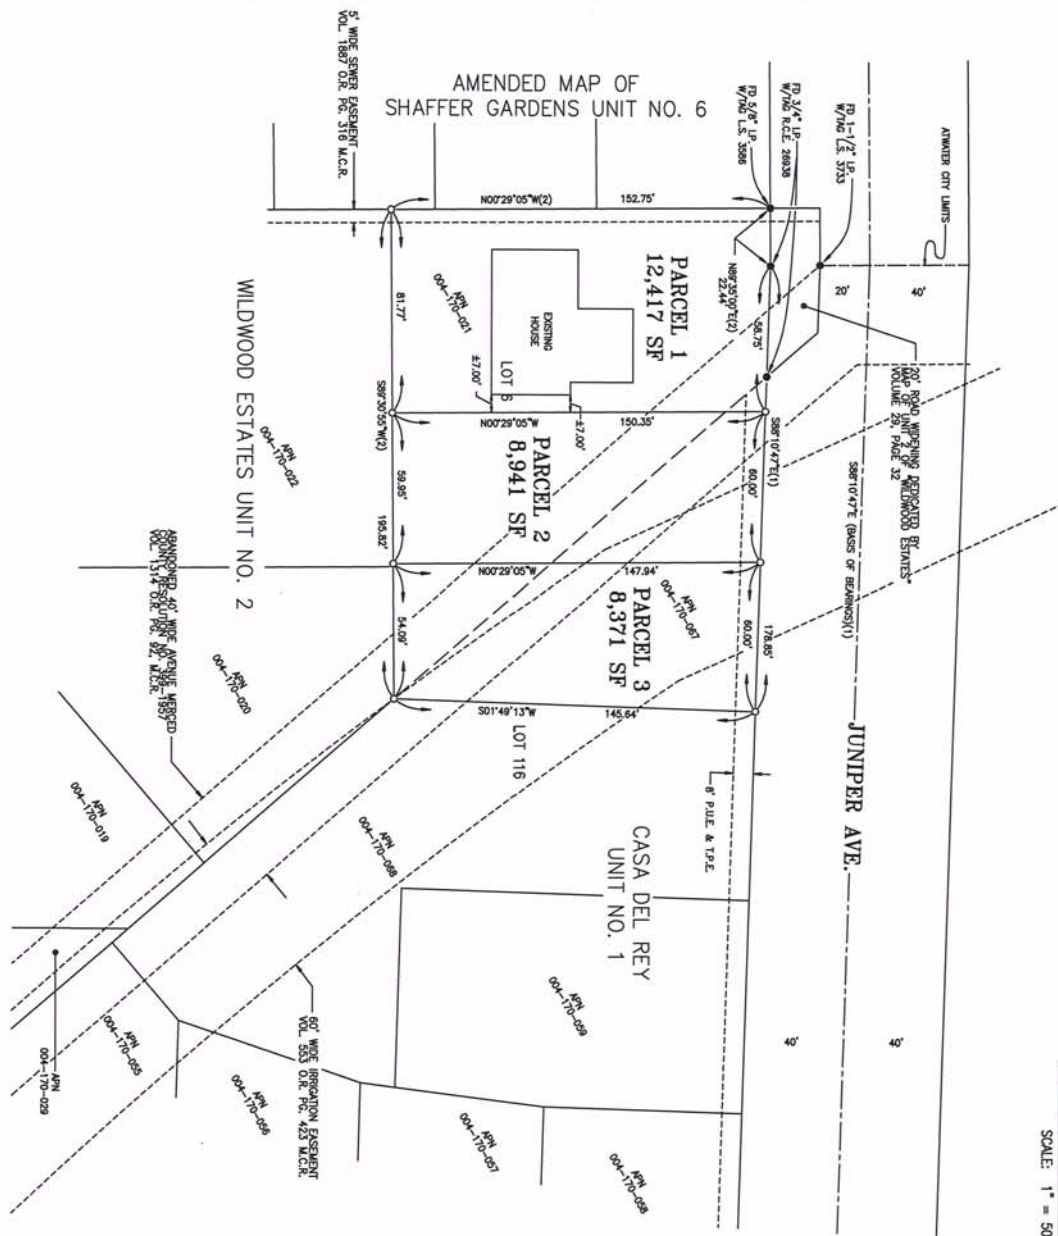 SCALE: 1" = 50
ATWATER CITY LIMITS
FD 1-1/2" I.P.
W/TAG L.S. 3733
FD 3/4" I.P.
W/TAG R.C.E. 26938
FD 5/8" I.P.
W/TAG L.S. 3586
AMENDED MAP OF
SHAFFER GARDENS UNIT NO. 6
5' WIDE SEWER EASEMENT
VOL. 1887 O.R. PG. 316 M.C.R.
20'
40'
20' ROAD WIDENING DEDICATED BY
MAP OF UNIT 2 OF "WILDWOOD ESTATES"
VOLUME 29, PAGE 32
S88°10'47"E (BASIS OF BEARINGS)(1)
JUNIPER AVE.
40'
40'
N00°29'05"W(2)
152.75'
N89°35'00"E(2)
22.44'
58.75'
S88°10'47"E(1)
60.00'
178.85'
60.00'
PARCEL 1
12,417 SF
EXISTING
HOUSE
LOT 6
±7.00'
±7.00'
APN
004-170-021
81.77'
N00°29'05"W
150.35'
PARCEL 2
8,941 SF
S89°30'55"W(2)
59.95'
195.82'
N00°29'05"W
147.94'
APN
004-170-067
PARCEL 3
8,371 SF
54.09'
S01°49'13"W
145.64'
LOT 116
8' P.U.E. & T.P.E.
WILDWOOD ESTATES UNIT NO. 2
APN
004-170-022
APN
004-170-020
ABANDONED 40' WIDE AVENUE MERCED
COUNTY RESOLUTION NO. 399-1957
VOL. 1314 O.R. PG. 92, M.C.R.
APN
004-170-019
APN
004-170-068
CASA DEL REY
UNIT NO. 1
APN
004-170-059
60' WIDE IRRIGATION EASEMENT
VOL. 553 O.R. PG. 423 M.C.R.
APN
004-170-029
APN
004-170-055
APN
004-170-056
APN
004-170-057
APN
004-170-058